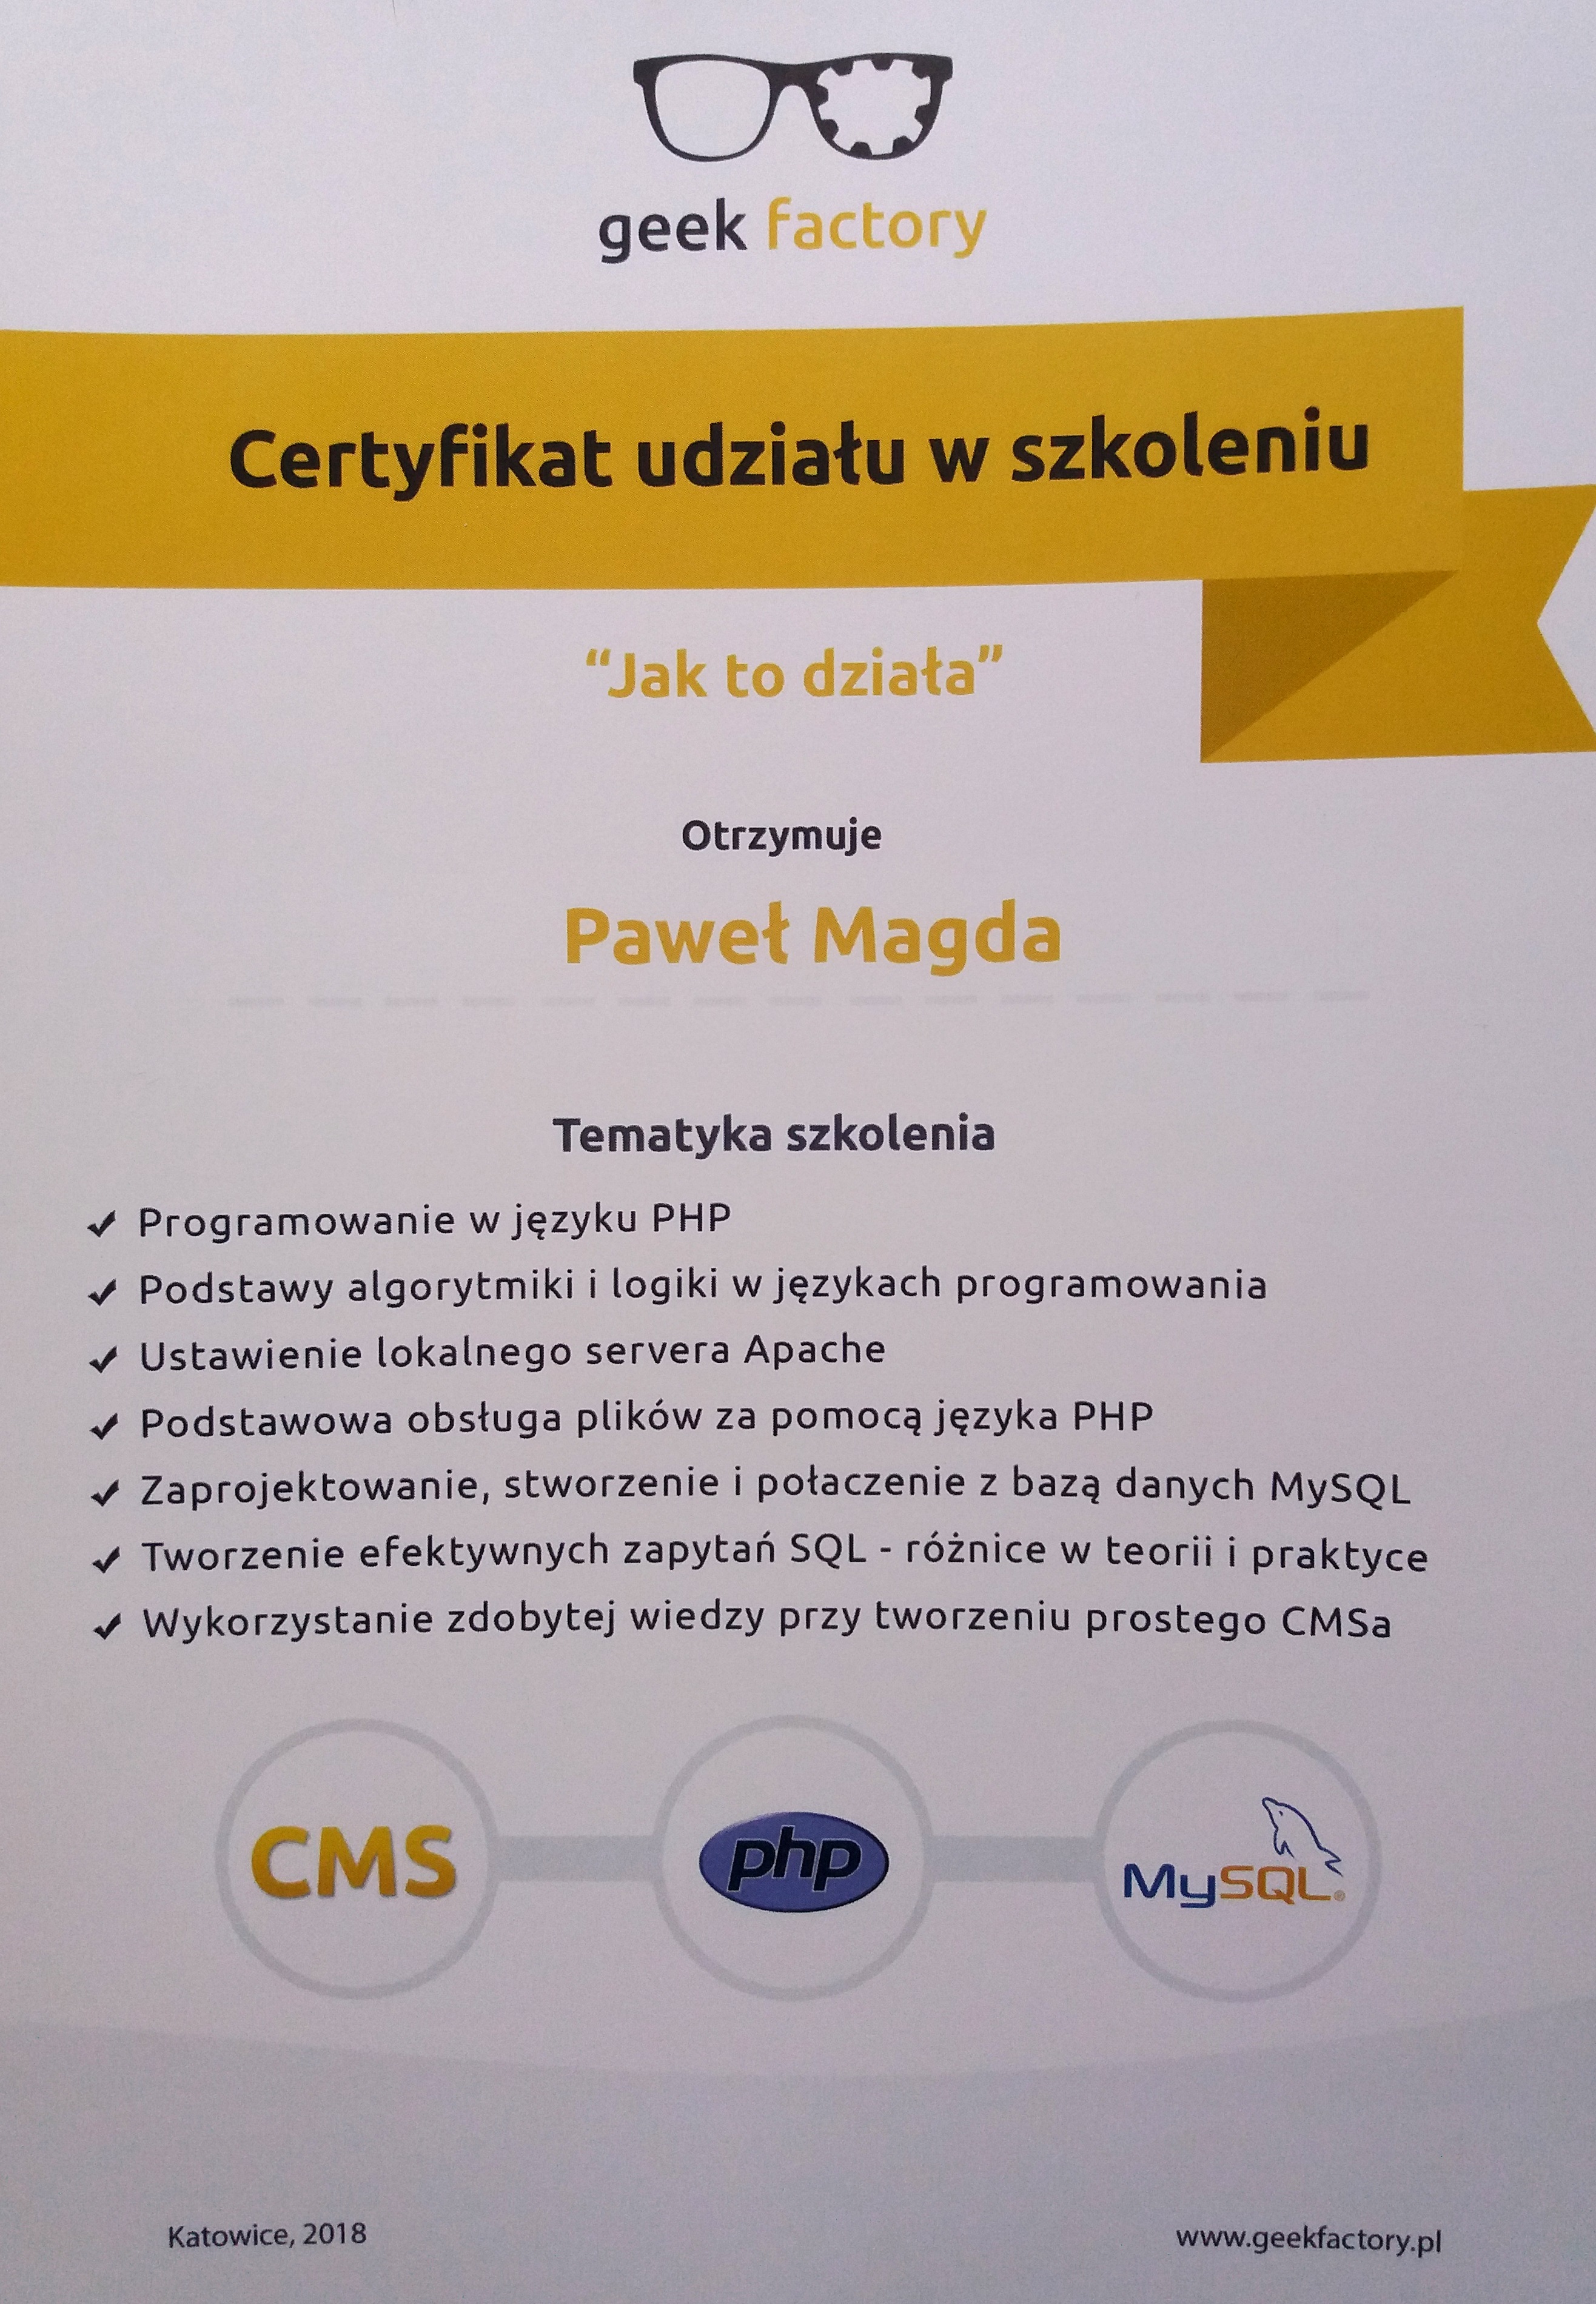 geek factory
Certyfikat udziału w szkoleniu
“Jak to działa”
Otrzymuje
Paweł Magda
Tematyka szkolenia
✓ Programowanie w języku PHP
✓ Podstawy algorytmiki i logiki w językach programowania
✓ Ustawienie lokalnego servera Apache
✓ Podstawowa obsługa plików za pomocą języka PHP
✓ Zaprojektowanie, stworzenie i połaczenie z bazą danych MySQL
✓ Tworzenie efektywnych zapytań SQL - różnice w teorii i praktyce
✓ Wykorzystanie zdobytej wiedzy przy tworzeniu prostego CMSa
CMS php MySQL®
Katowice, 2018 www.geekfactory.pl